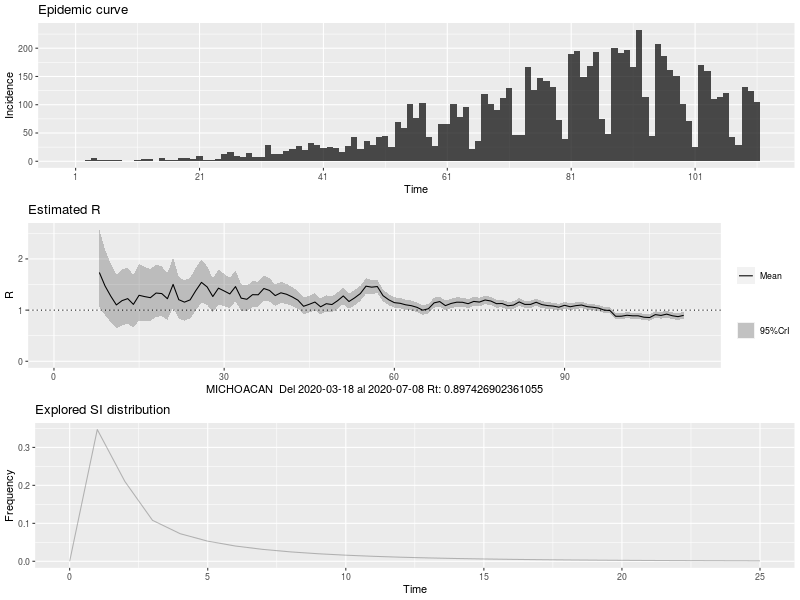 Epidemic curve
200
150
100
50
0
Incidence
1 21 41 61 81 101
Time
Estimated R
2
1
0
R
Mean
95%CrI
0 30 60 90
MICHOACAN Del 2020-03-18 al 2020-07-08 Rt: 0.897426902361055
Explored SI distribution
0.3
0.2
0.1
0.0
Frequency
0 5 10 15 20 25
Time